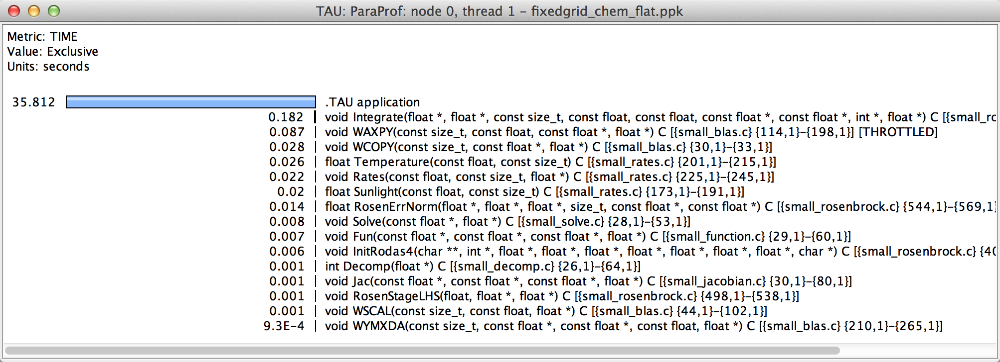 TAU: ParaProf: node 0, thread 1 – fixedgrid_chem_flat.ppk
Metric: TIME
Value: Exclusive
Units: seconds
35.812 .TAU application
0.182 void Integrate(float *, float *, const size_t, const float, const float, const float *, const float *, int *, float *) C [{small_ro
0.087 void WAXPY(const size_t, const float, const float *, float *) C [{small_blas.c} {114,1}–{198,1}] [THROTTLED]
0.028 void WCOPY(const size_t, const float *, float *) C [{small_blas.c} {30,1}–{33,1}]
0.026 float Temperature(const float, const size_t) C [{small_rates.c} {201,1}–{215,1}]
0.022 void Rates(const float, const size_t, float *) C [{small_rates.c} {225,1}–{245,1}]
0.02 float Sunlight(const float, const size_t) C [{small_rates.c} {173,1}–{191,1}]
0.014 float RosenErrNorm(float *, float *, float *, size_t, const float *, const float *) C [{small_rosenbrock.c} {544,1}–{569,1}
0.008 void Solve(const float *, float *) C [{small_solve.c} {28,1}–{53,1}]
0.007 void Fun(const float *, const float *, const float *, float *) C [{small_function.c} {29,1}–{60,1}]
0.006 void InitRodas4(char **, int *, float *, float *, float *, float *, float *, float *, float *, char *) C [{small_rosenbrock.c} {40
0.001 int Decomp(float *) C [{small_decomp.c} {26,1}–{64,1}]
0.001 void Jac(const float *, const float *, const float *, float *) C [{small_jacobian.c} {30,1}–{80,1}]
0.001 void RosenStageLHS(float, float *, float *) C [{small_rosenbrock.c} {498,1}–{538,1}]
0.001 void WSCAL(const size_t, const float, float *) C [{small_blas.c} {44,1}–{102,1}]
9.3E–4 void WYMXDA(const size_t, const float *, const float *, const float, float *) C [{small_blas.c} {210,1}–{265,1}]